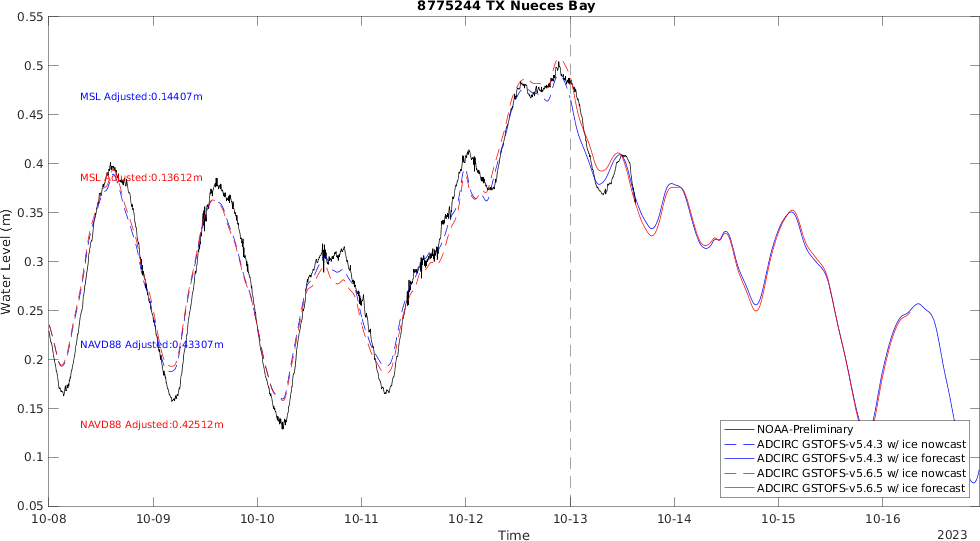 8775244 TX Nueces Bay
0.55
0.5
0.45
0.4
0.35
0.3
0.25
0.2
0.15
0.1
0.05
Water Level (m)
MSL Adjusted:0.14407m
MSL Adjusted:0.13612m
NAVD88 Adjusted:0.43307m
NAVD88 Adjusted:0.42512m
NOAA-Preliminary
ADCIRC GSTOFS-v5.4.3 w/ ice nowcast
ADCIRC GSTOFS-v5.4.3 w/ ice forecast
ADCIRC GSTOFS-v5.6.5 w/ ice nowcast
ADCIRC GSTOFS-v5.6.5 w/ ice forecast
10-08 10-09 10-10 10-11 10-12 10-13 10-14 10-15 10-16
Time
2023